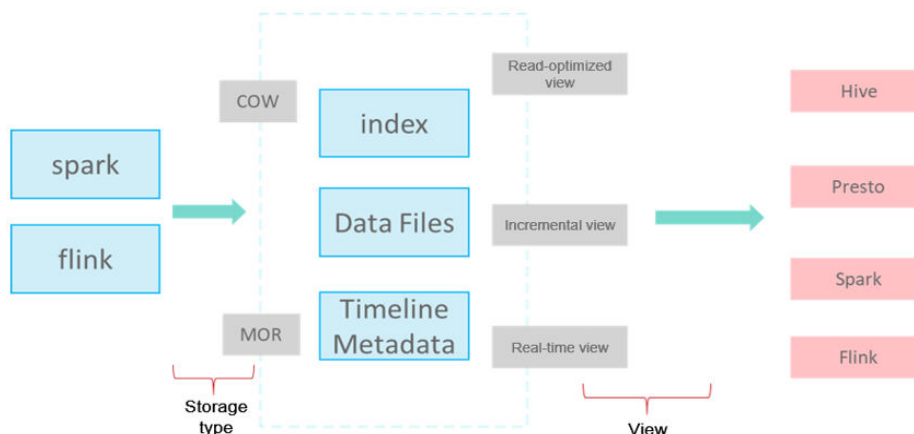 spark
flink
COW
MOR
Storage
type
index
Data Files
Timeline
Metadata
Read-optimized
view
Incremental view
Real-time view
View
Hive
Presto
Spark
Flink